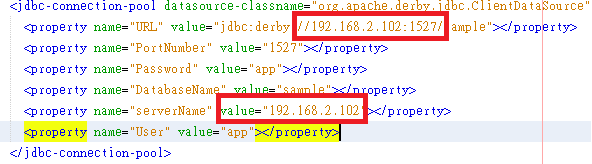 <jdbc-connection-pool datasource-classname="org.apache.derby.jdbc.ClientDataSource"
<property name="URL" value="jdbc:derby://192.168.2.102:1527/ample"></property>
<property name="PortNumber" value="1527"></property>
<property name="Password" value="app"></property>
<property name="DatabaseName" value="sample"></property>
<property name="serverName" value="192.168.2.102"></property>
<property name="User" value="app"></property>
</jdbc-connection-pool>